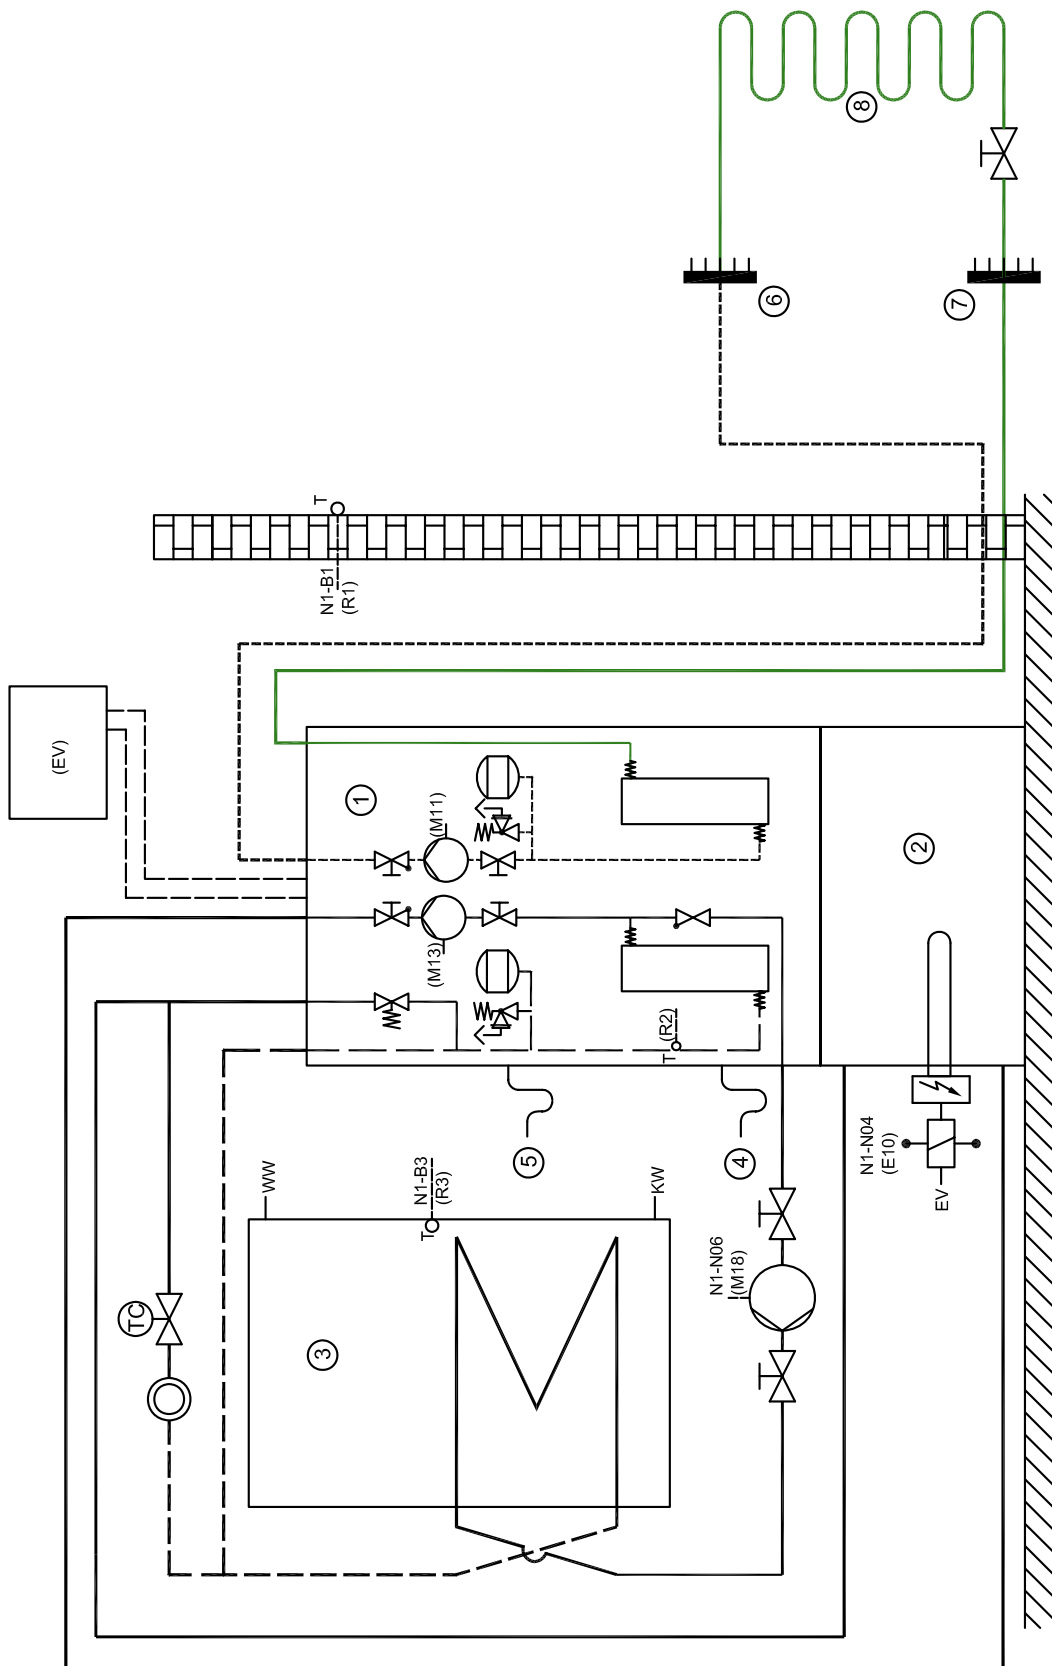 8
6
7
T
N1-B1
(R1)
(EV)
1
(M11)
(M13)
2
T
(R2)
N1-N04
(E10)
EV
5
4
WW
T
N1-B3
(R3)
KW
N1-N06
(M18)
TC
3